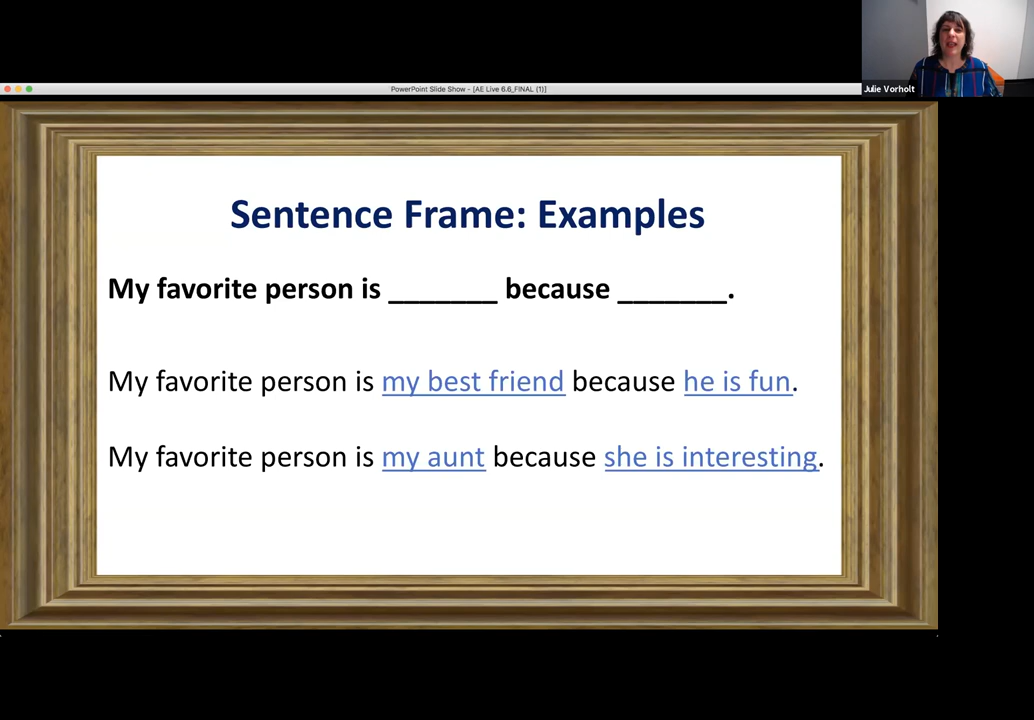 Julie Vorholt
PowerPoint Slide Show - [AE Live 6.6_FINAL (1)]
Sentence Frame: Examples
My favorite person is _______ because _______.
My favorite person is my best friend because he is fun.
My favorite person is my aunt because she is interesting.